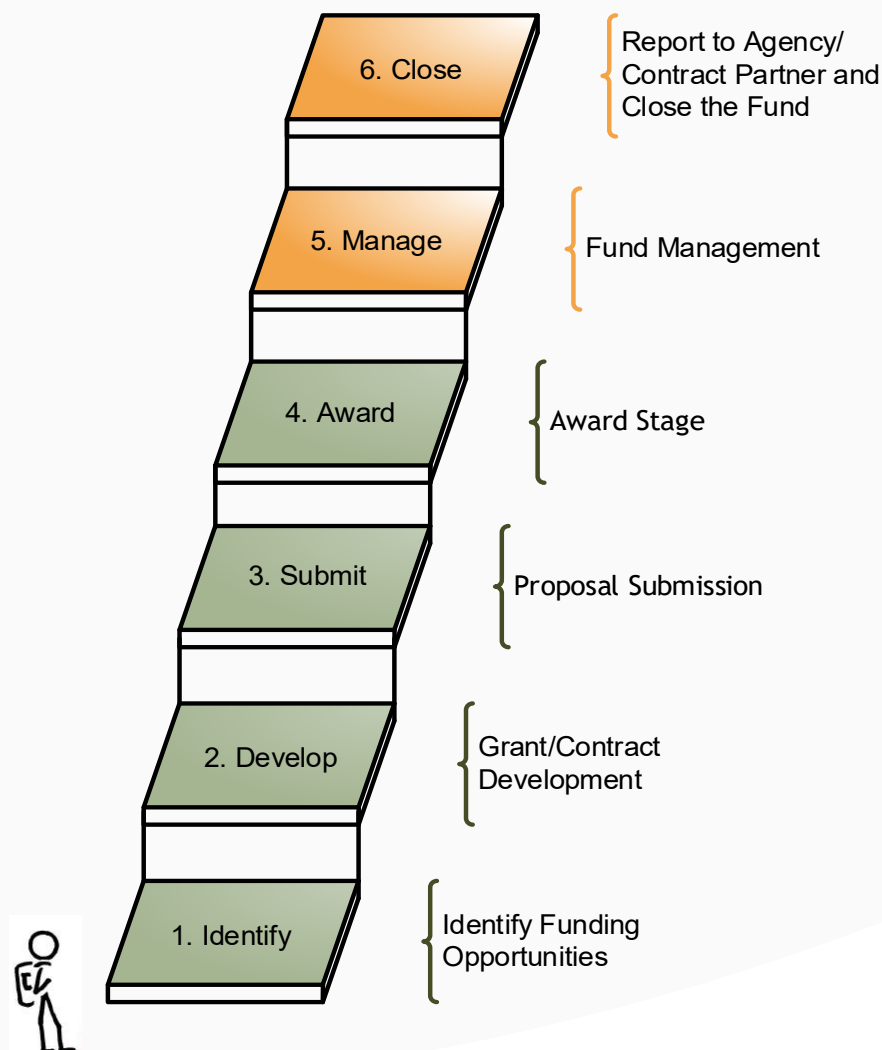 6. Close
Report to Agency/
Contract Partner and
Close the Fund
5. Manage
Fund Management
4. Award
Award Stage
3. Submit
Proposal Submission
2. Develop
Grant/Contract
Development
1. Identify
Identify Funding
Opportunities